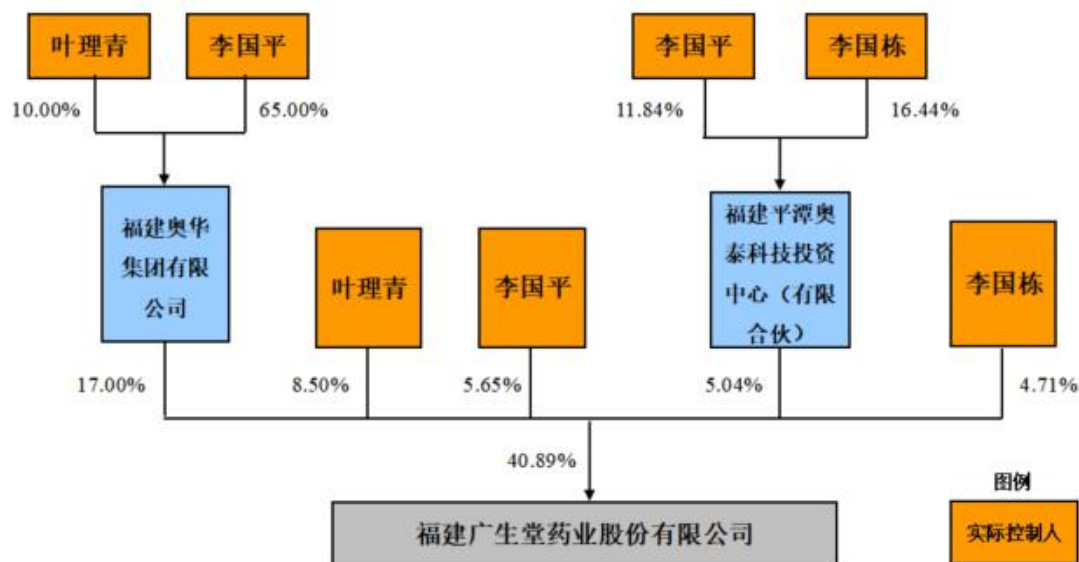 叶理青
李国平
李国平
李国栋
10.00%
65.00%
11.84%
16.44%
福建奥华
集团有限
公司
叶理青
李国平
福建平潭奥
泰科技投资
中心（有限
合伙）
李国栋
17.00%
8.50%
5.65%
5.04%
4.71%
40.89%
图例
福建广生堂药业股份有限公司
实际控制人